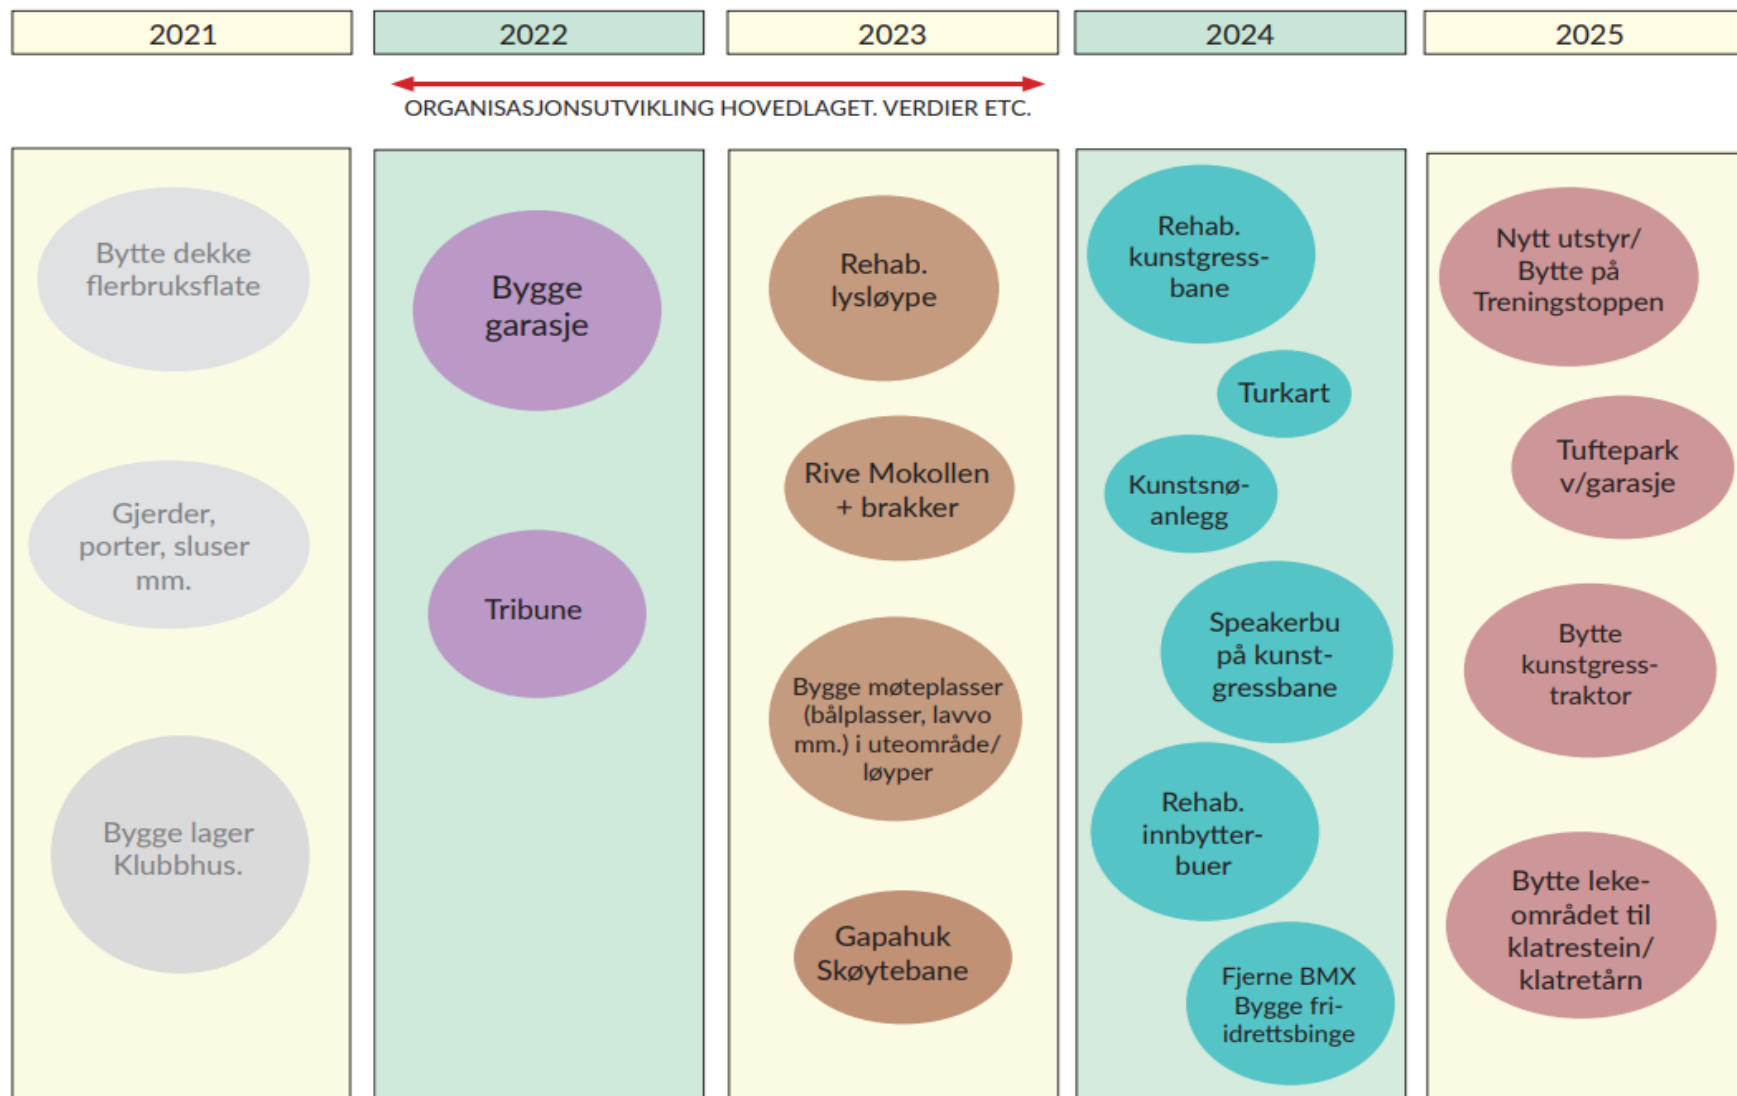 2021
2022
2023
2024
2025
ORGANISASJONSUTVIKLING HOVEDLAGET. VERDIER ETC.
Bytte dekke
flerbruksflate
Gjerder,
porter, sluser
mm.
Bygge lager
Klubbhus.
Bygge
garasje
Tribune
Rehab.
lysløype
Rive Mokollen
+ brakker
Bygge møteplasser
(bålplasser, lavvo
mm.) i uteområde/
løyper
Gapahuk
Skøytebane
Rehab.
kunstgress-
bane
Turkart
Kunstsnø-
anlegg
Speakerbu
på kunst-
gressbane
Rehab.
innbytter-
buer
Fjerne BMX
Bygge fri-
idrettsbinge
Nytt utstyr/
Bytte på
Treningstoppen
Tuftepark
v/garasje
Bytte
kunstgress-
traktor
Bytte leke-
området til
klatrestein/
klatretårn